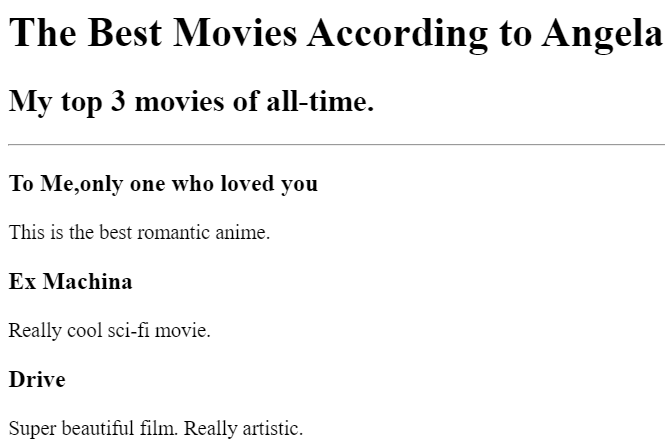 The Best Movies According to Angela
My top 3 movies of all-time.
To Me,only one who loved you
This is the best romantic anime.
Ex Machina
Really cool sci-fi movie.
Drive
Super beautiful film. Really artistic.